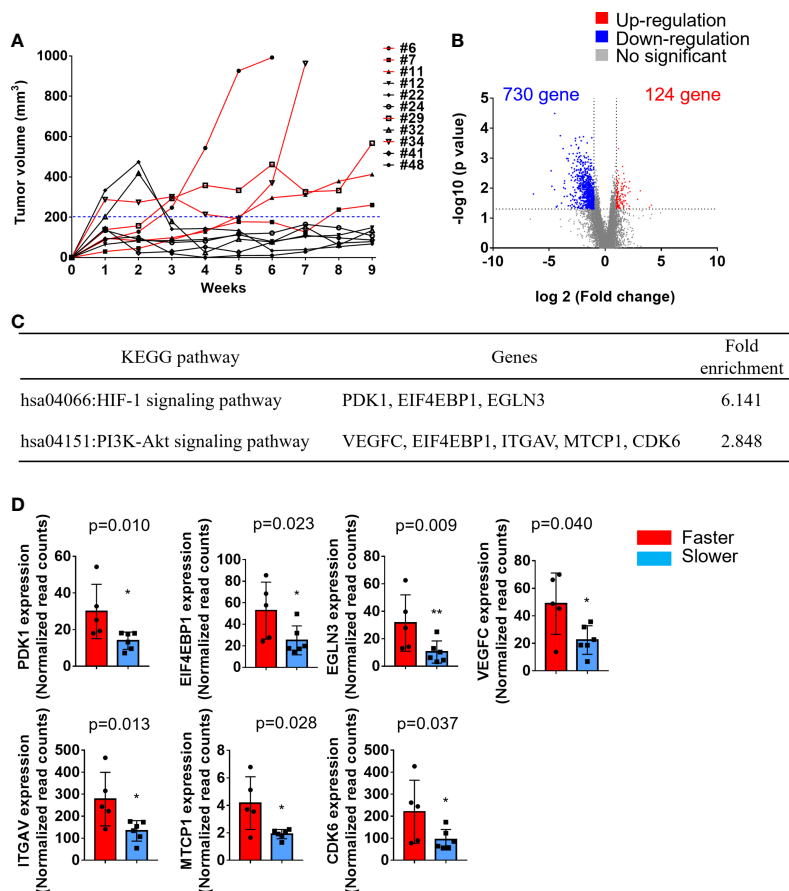 A
Tumor volume (mm³)
1000
800
600
400
200
0
0 1 2 3 4 5 6 7 8 9
Weeks
#6
#7
#11
#12
#22
#24
#29
#32
#34
#41
#48
B
Up-regulation
Down-regulation
No significant
730 gene
124 gene
-log10 (p value)
5
4
3
2
1
0
-10 -5 0 5 10
log 2 (Fold change)
C
KEGG pathway Genes Fold enrichment
hsa04066:HIF-1 signaling pathway PDK1, EIF4EBP1, EGLN3 6.141
hsa04151:PI3K-Akt signaling pathway VEGFC, EIF4EBP1, ITGAV, MTCP1, CDK6 2.848
D
p=0.010
PDK1 expression
(Normalized read counts)
60
40
20
0
*
p=0.023
EIF4EBP1 expression
(Normalized read counts)
100
80
60
40
20
0
*
p=0.009
EGLN3 expression
(Normalized read counts)
80
60
40
20
0
**
p=0.040
VEGFC expression
(Normalized read counts)
80
60
40
20
0
*
Faster
Slower
p=0.013
ITGAV expression
(Normalized read counts)
500
400
300
200
100
0
*
p=0.028
MTCP1 expression
(Normalized read counts)
8
6
4
2
0
*
p=0.037
CDK6 expression
(Normalized read counts)
500
400
300
200
100
0
*